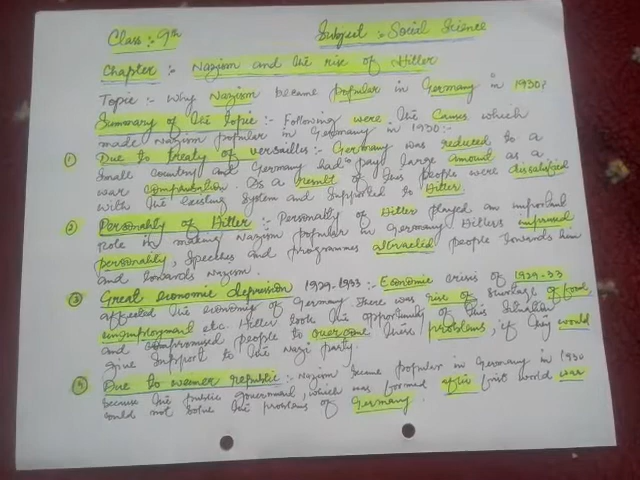 Class :- 9th Subject :- Social Science
Chapter :- Nazism and the rise of Hitler
Topic :- Why Nazism became popular in Germany in 1930?
Summary of the topic :- Following were the causes which
made Nazism popular in Germany in 1930:-
① Due to treaty of versailles :- Germany was reduced to a
small country and Germany had to pay large amound as a
war . As a result of this people were
with the existing system and supported to Hitler.
② Personality of Hitler :- Personality of Hitler played an important
role in making Nazism popular in Germany Hitlers
personality, speeches and programmes attracted people towards him
and towards Nazism.
③ Great economic depression 1929-1933 :- Economic crisis of 1929-33
affected the economy of Germany There was rise of shortage of food,
unemployment etc. Hitler took the opportunity of this situation
and people to overcome these problems, if they would
give support to the Nazi party.
Due to weimer republic :- Nazism became popular in Germany in 1930
because the public government, which was formed after first world war
could not solve the problems of Germany.